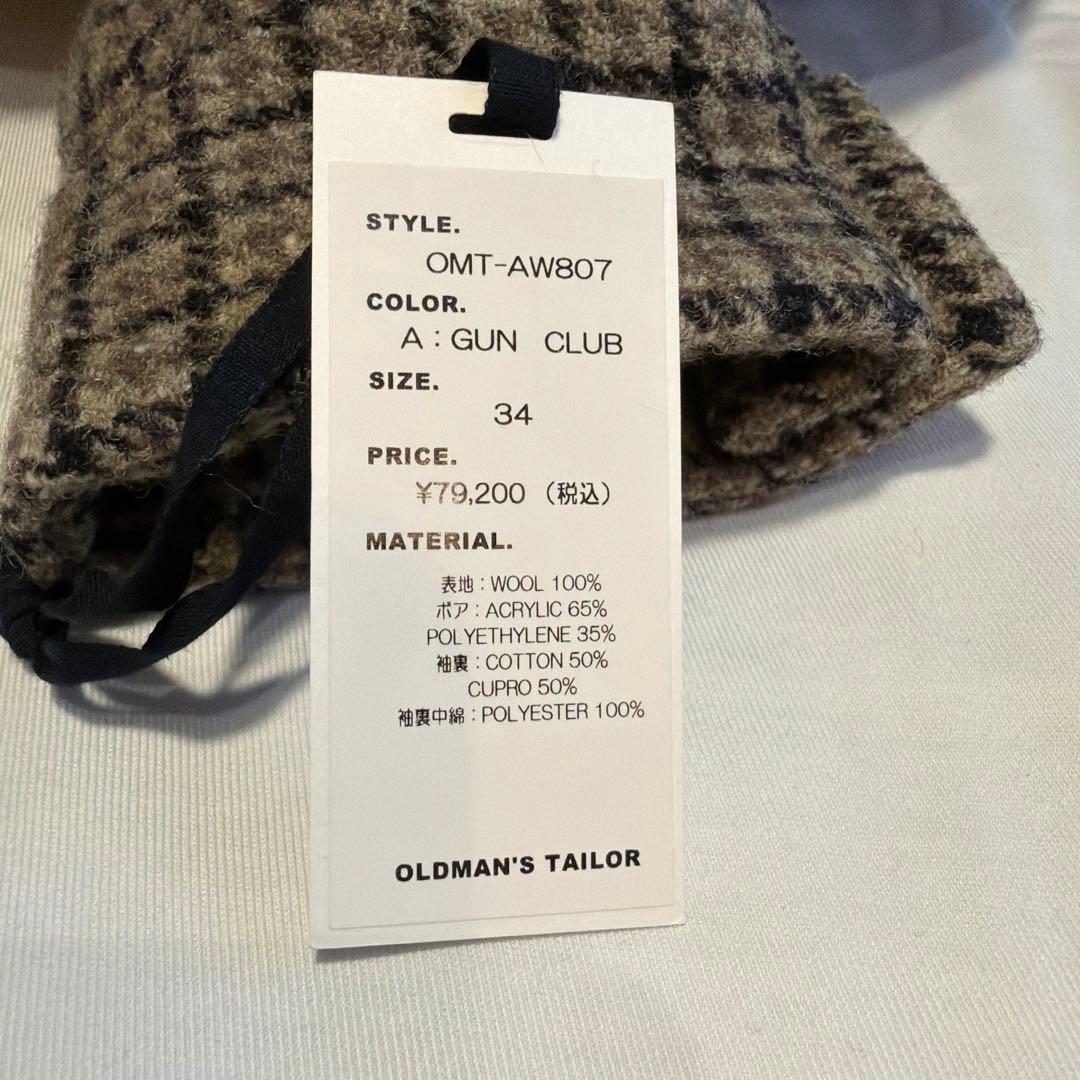 STYLE.
OMT-AW807
COLOR.
A：GUN CLUB
SIZE.
34
PRICE.
¥79,200（税込）
MATERIAL.
表地：WOOL 100%
ボア：ACRYLIC 65%
POLYETHYLENE 35%
袖裏：COTTON 50%
CUPRO 50%
袖裏中綿：POLYESTER 100%
OLDMAN'S TAILOR